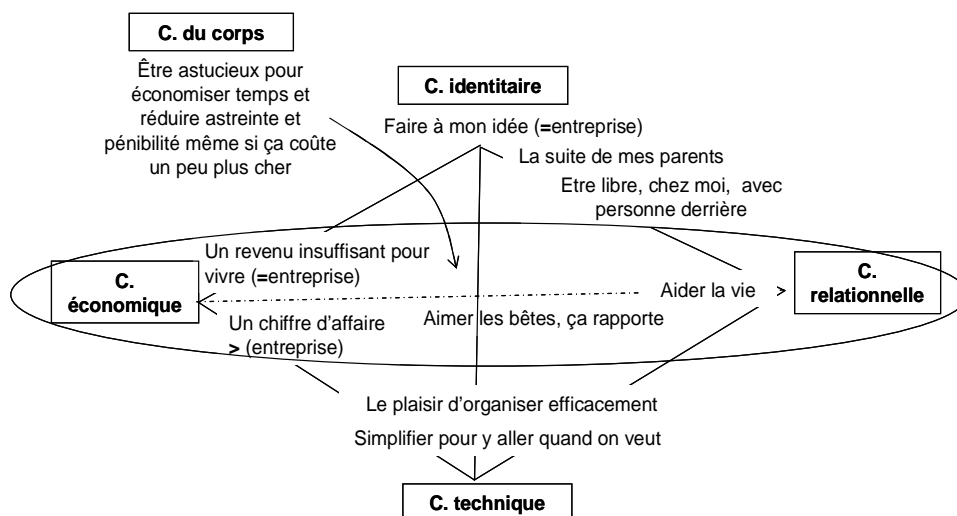 C. du corps
Être astucieux pour
économiser temps et
réduire astreinte et
pénibilité même si ça coûte
un peu plus cher
C. identitaire
Faire à mon idée (=entreprise)
La suite de mes parents
Etre libre, chez moi, avec
personne derrière
Un revenu insuffisant pour
vivre (=entreprise)
C.
économique
C.
relationnelle
Aider la vie
Un chiffre d'affaire
> (entreprise)
Aimer les bêtes, ça rapporte
Le plaisir d'organiser efficacement
Simplifier pour y aller quand on veut
C. technique